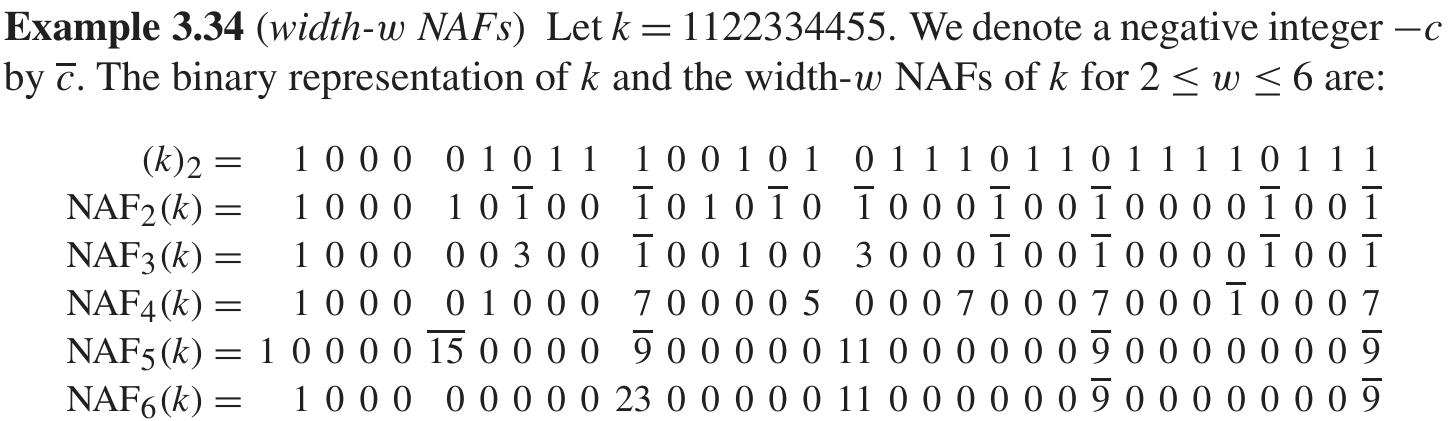 Example 3.34 (width-w NAFs) Let k = 1122334455. We denote a negative integer −c
by c̅. The binary representation of k and the width-w NAFs of k for 2 ≤ w ≤ 6 are:
(k)₂ = 1 0 0 0 0 1 0 1 1 1 0 0 1 0 1 0 1 1 1 0 1 1 0 1 1 1 1 0 1 1 1
NAF₂(k) = 1 0 0 0 1 0 1̅ 0 0 1̅ 0 1 0 1̅ 0 1̅ 0 0 0 1̅ 0 0 1̅ 0 0 0 0 1̅ 0 0 1̅
NAF₃(k) = 1 0 0 0 0 0 3 0 0 1̅ 0 0 1 0 0 3 0 0 0 1̅ 0 0 1̅ 0 0 0 0 1̅ 0 0 1̅
NAF₄(k) = 1 0 0 0 0 1 0 0 0 7 0 0 0 0 5 0 0 0 7 0 0 0 7 0 0 0 1̅ 0 0 0 7
NAF₅(k) = 1 0 0 0 0 1̅5̅ 0 0 0 0 9̅ 0 0 0 0 0 11 0 0 0 0 0 0 9̅ 0 0 0 0 0 0 0 9̅
NAF₆(k) = 1 0 0 0 0 0 0 0 0 23 0 0 0 0 0 11 0 0 0 0 0 0 9̅ 0 0 0 0 0 0 0 9̅